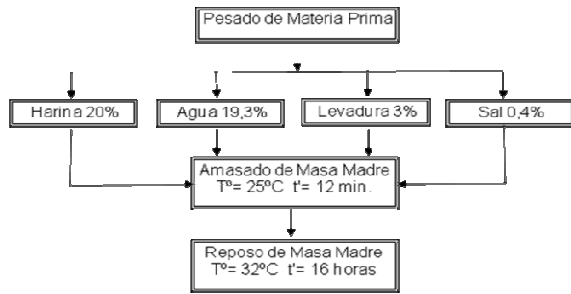 Pesado de Materia Prima
Harina 20%
Agua 19,3%
Levadura 3%
Sal 0,4%
Amasado de Masa Madre
Tº= 25ºC t'= 12 min.
Reposo de Masa Madre
Tº= 32ºC t'= 16 horas